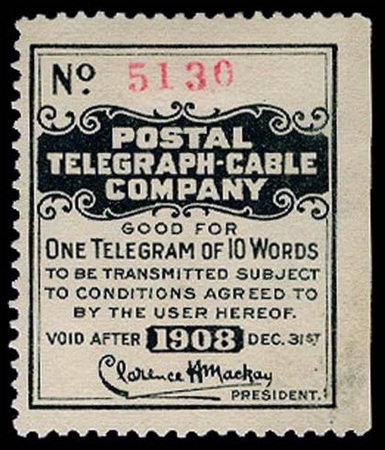 Nº. 5130
POSTAL
TELEGRAPH-CABLE
COMPANY
GOOD FOR
ONE TELEGRAM OF 10 WORDS
TO BE TRANSMITTED SUBJECT
TO CONDITIONS AGREED TO
BY THE USER HEREOF.
VOID AFTER 1908 DEC. 31ST
Clarence H Mackay
PRESIDENT.